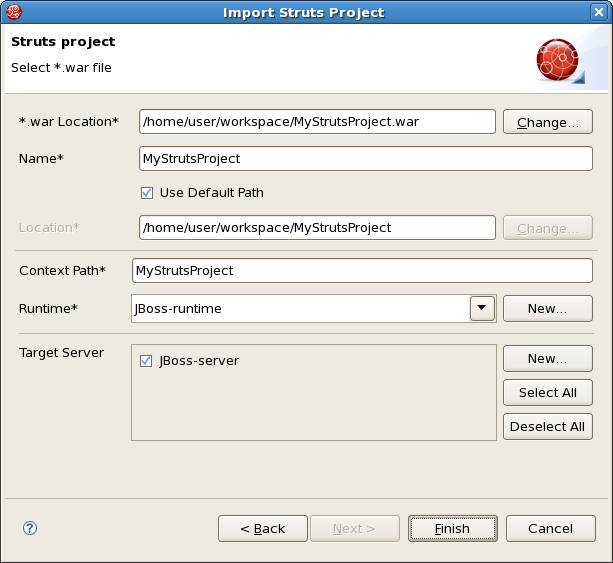 Import Struts Project
Struts project
Select *.war file
*.war Location* /home/user/workspace/MyStrutsProject.war Change...
Name* MyStrutsProject
Use Default Path
Location* /home/user/workspace/MyStrutsProject Change...
Context Path* MyStrutsProject
Runtime* JBoss-runtime New...
Target Server JBoss-server New...
Select All
Deselect All
? < Back Next > Finish Cancel